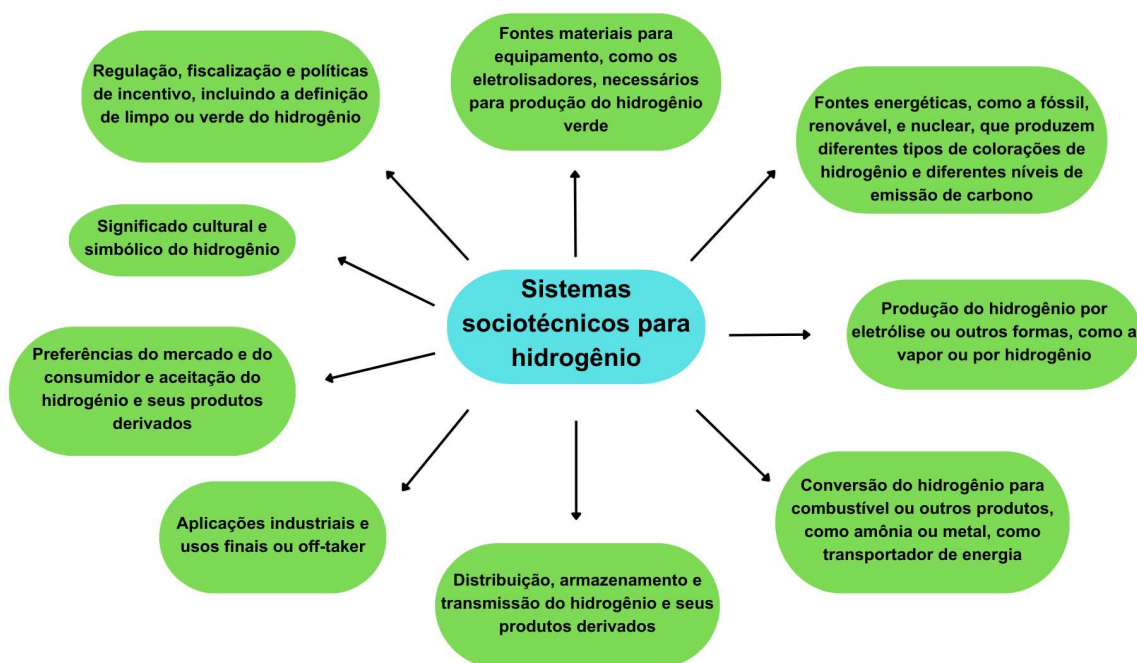 Fontes materiais para
equipamento, como os
eletrolisadores, necessários
para produção do hidrogênio
verde
Regulação, fiscalização e políticas
de incentivo, incluindo a definição
de limpo ou verde do hidrogênio
Fontes energéticas, como a fóssil,
renovável, e nuclear, que produzem
diferentes tipos de colorações de
hidrogênio e diferentes níveis de
emissão de carbono
Significado cultural e
simbólico do hidrogênio
Sistemas
sociotécnicos para
hidrogênio
Produção do hidrogênio por
eletrólise ou outros formas, como a
vapor ou por hidrogênio
Preferências do mercado e do
consumidor e aceitação do
hidrogénio e seus produtos
derivados
Conversão do hidrogênio para
combustível ou outros produtos,
como amônia ou metal, como
transportador de energia
Aplicações industriais e
usos finais ou off-taker
Distribuição, armazenamento e
transmissão do hidrogênio e seus
produtos derivados